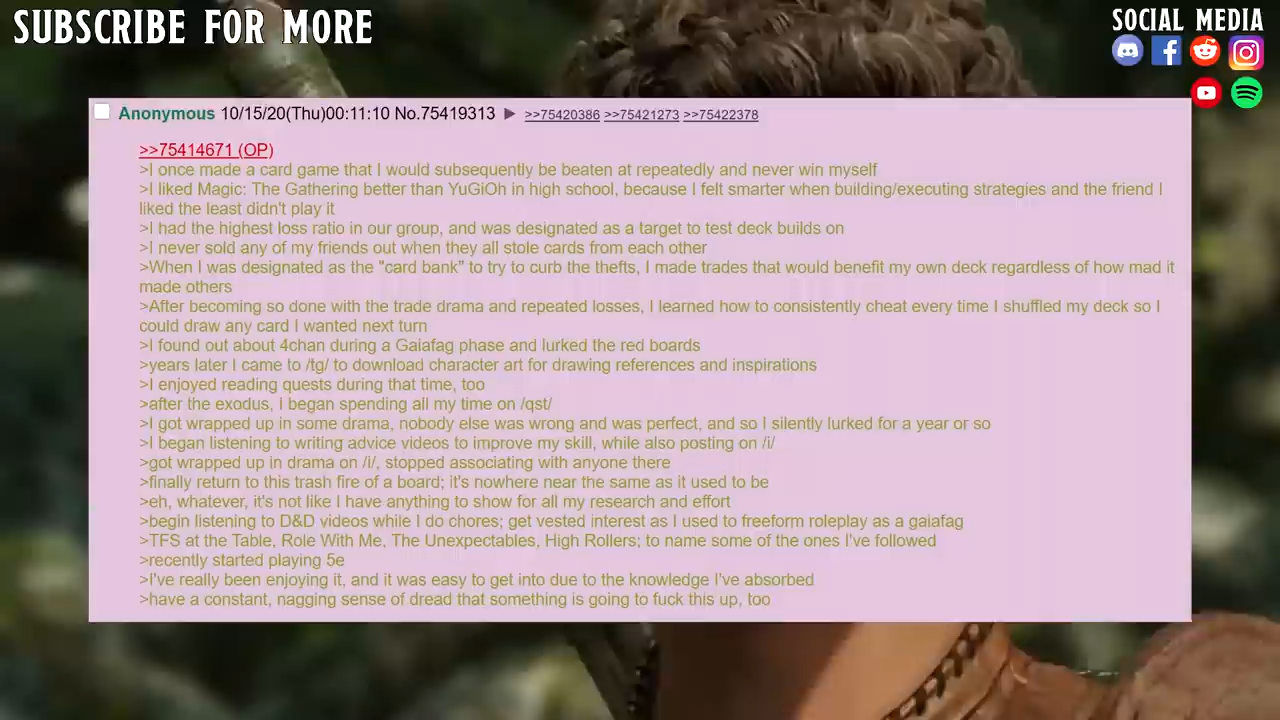 SUBSCRIBE FOR MORE
SOCIAL MEDIA
Anonymous 10/15/20(Thu)00:11:10 No.75419313 ▶ >>75420386 >>75421273 >>75422378
>>75414671 (OP)
>I once made a card game that I would subsequently be beaten at repeatedly and never win myself
>I liked Magic: The Gathering better than YuGiOh in high school, because I felt smarter when building/executing strategies and the friend I
liked the least didn't play it
>I had the highest loss ratio in our group, and was designated as a target to test deck builds on
>I never sold any of my friends out when they all stole cards from each other
>When I was designated as the "card bank" to try to curb the thefts, I made trades that would benefit my own deck regardless of how mad it
made others
>After becoming so done with the trade drama and repeated losses, I learned how to consistently cheat every time I shuffled my deck so I
could draw any card I wanted next turn
>I found out about 4chan during a Gaiafag phase and lurked the red boards
>years later I came to /tg/ to download character art for drawing references and inspirations
>I enjoyed reading quests during that time, too
>after the exodus, I began spending all my time on /qst/
>I got wrapped up in some drama, nobody else was wrong and was perfect, and so I silently lurked for a year or so
>I began listening to writing advice videos to improve my skill, while also posting on /i/
>got wrapped up in drama on /i/, stopped associating with anyone there
>finally return to this trash fire of a board; it's nowhere near the same as it used to be
>eh, whatever, it's not like I have anything to show for all my research and effort
>begin listening to D&D videos while I do chores; get vested interest as I used to freeform roleplay as a gaiafag
>TFS at the Table, Role With Me, The Unexpectables, High Rollers; to name some of the ones I've followed
>recently started playing 5e
>I've really been enjoying it, and it was easy to get into due to the knowledge I've absorbed
>have a constant, nagging sense of dread that something is going to fuck this up, too